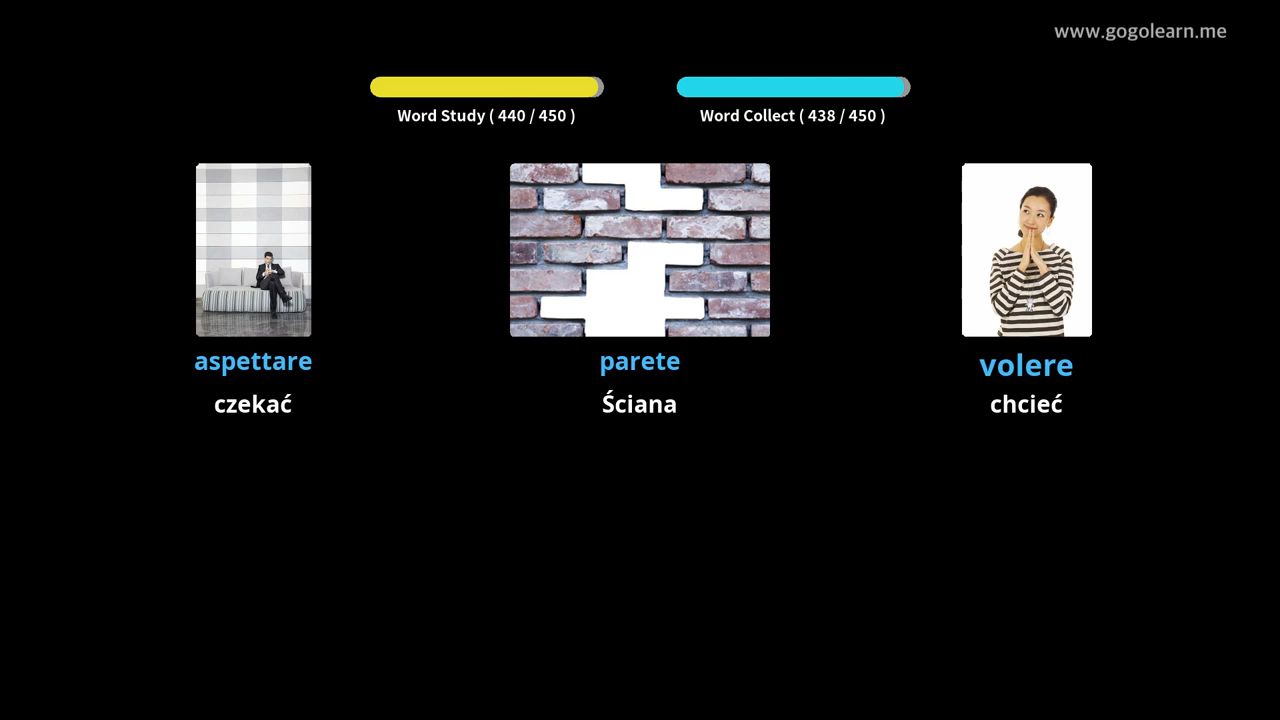 www.gogolearn.me
Word Study ( 440 / 450 )
Word Collect ( 438 / 450 )
aspettare
parete
volere
czekać
Ściana
chcieć